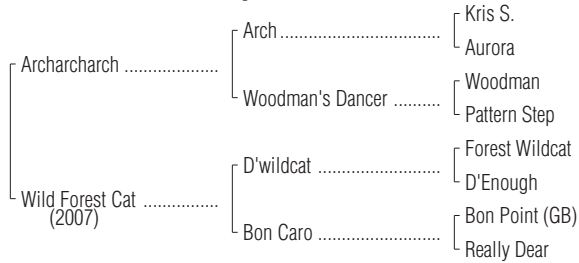 Kris S.
Arch
Aurora
Archarcharch
Woodman
Woodman's Dancer
Pattern Step
Forest Wildcat
D'wildcat
D'Enough
Wild Forest Cat
(2007)
Bon Point (GB)
Bon Caro
Really Dear